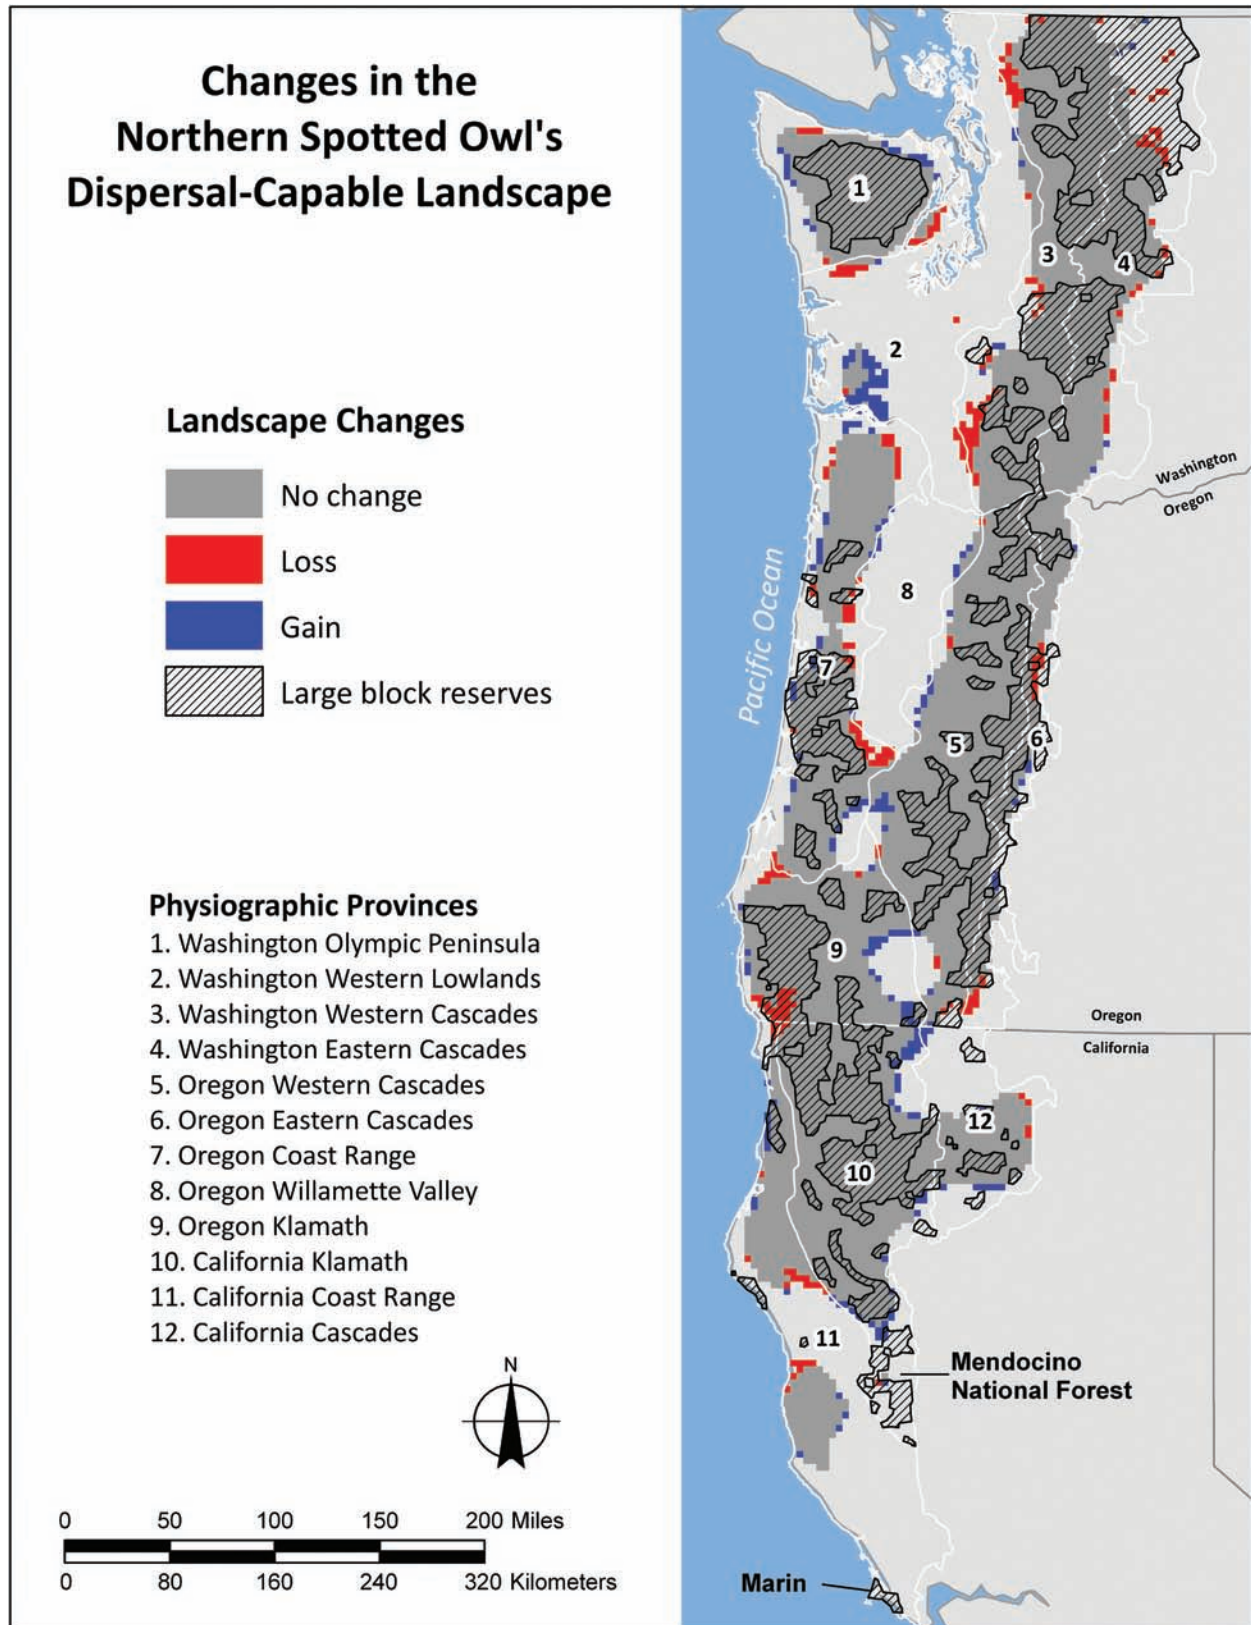 Changes in the
Northern Spotted Owl's
Dispersal-Capable Landscape
Landscape Changes
No change
Loss
Gain
Large block reserves
Physiographic Provinces
1. Washington Olympic Peninsula
2. Washington Western Lowlands
3. Washington Western Cascades
4. Washington Eastern Cascades
5. Oregon Western Cascades
6. Oregon Eastern Cascades
7. Oregon Coast Range
8. Oregon Willamette Valley
9. Oregon Klamath
10. California Klamath
11. California Coast Range
12. California Cascades
N
0 50 100 150 200 Miles
0 80 160 240 320 Kilometers
1
3
4
2
Washington
Oregon
Pacific Ocean
8
7
5
6
9
Oregon
California
12
10
11
Mendocino
National Forest
Marin